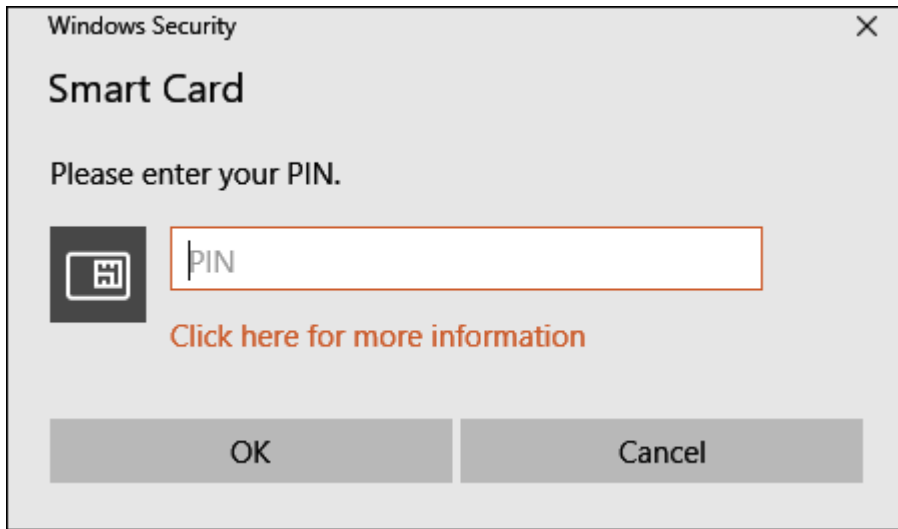 Windows Security
Smart Card
Please enter your PIN.
PIN
Click here for more information
OK
Cancel